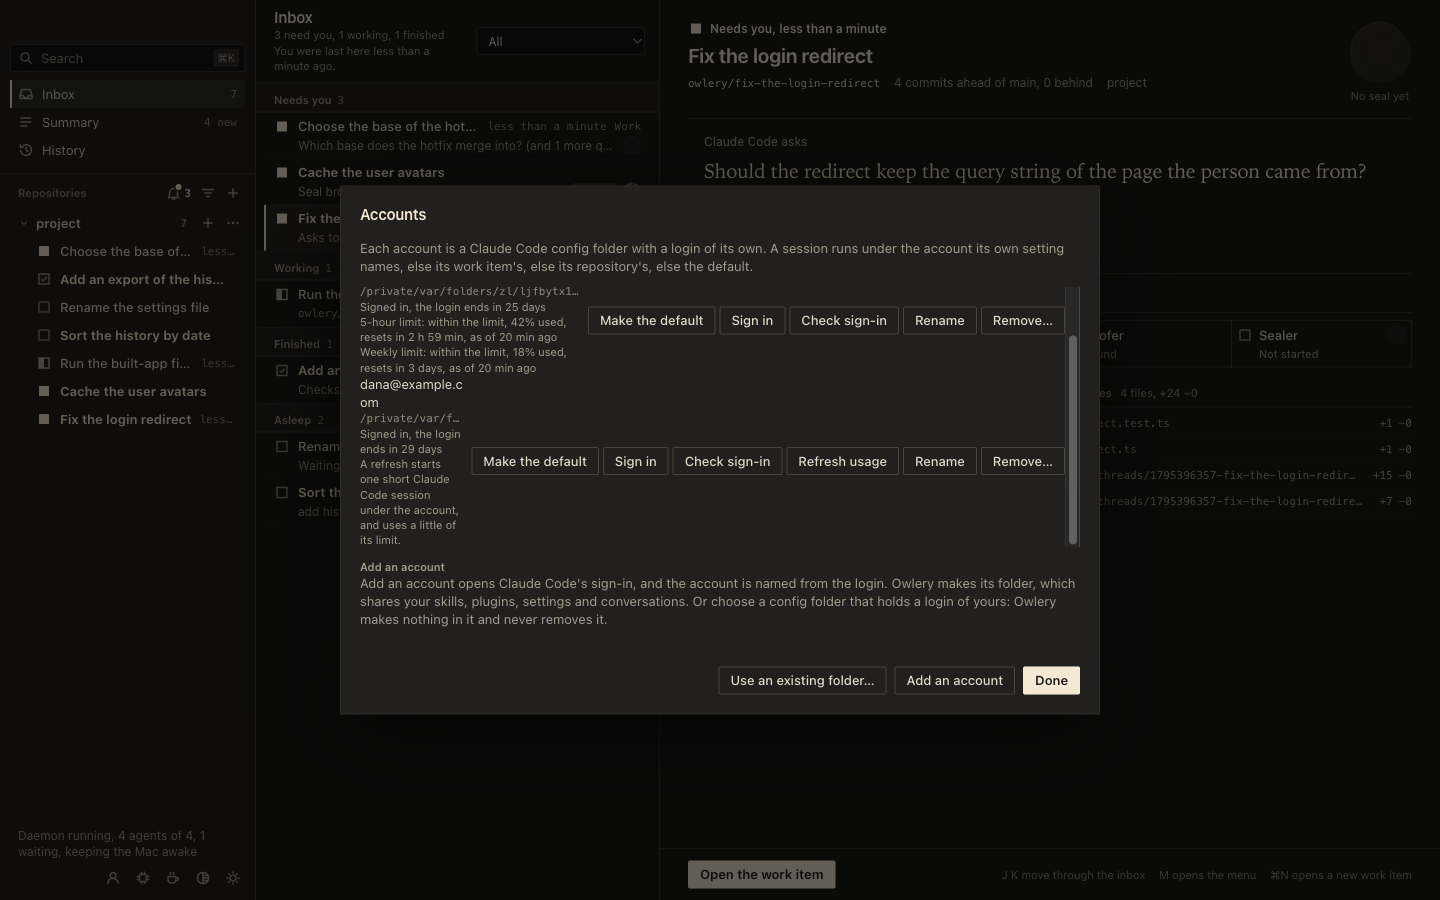 Search ⌘K
Inbox 7
Summary 4 new
History
Repositories 3
project 7
Choose the base of... less...
Add an export of the his...
Rename the settings file
Sort the history by date
Run the built-app fi... less...
Cache the user avatars
Fix the login redirect less...
Daemon running, 4 agents of 4, 1
waiting, keeping the Mac awake
Inbox
3 need you, 1 working, 1 finished
You were last here less than a
minute ago.
All
Needs you 3
Choose the base of the hot... less than a minute Work
Which base does the hotfix merge into? (and 1 more q...
Cache the user avatars
Seal br
Fix the
Asks to
Working 1
Run the
owlery/
Finished 1
Add an
Checks
Asleep 2
Renam
Waiting
Sort th
add his
Needs you, less than a minute
Fix the login redirect
owlery/fix-the-login-redirect 4 commits ahead of main, 0 behind project
No seal yet
Claude Code asks
Should the redirect keep the query string of the page the person came from?
ofer
und
Sealer
Not started
es 4 files, +24 −0
ect.test.ts +1 −0
ect.ts +1 −0
threads/1795396357-fix-the-login-redir... +15 −0
threads/1795396357-fix-the-login-redire... +7 −0
Open the work item
J K move through the inbox M opens the menu ⌘N opens a new work item
Accounts
Each account is a Claude Code config folder with a login of its own. A session runs under the account its own setting
names, else its work item's, else its repository's, else the default.
/private/var/folders/zl/ljfbytx1...
Signed in, the login ends in 25 days
5-hour limit: within the limit, 42% used,
resets in 2 h 59 min, as of 20 min ago
Weekly limit: within the limit, 18% used,
resets in 3 days, as of 20 min ago
Make the default Sign in Check sign-in Rename Remove...
dana@example.c
om
/private/var/f...
Signed in, the login
ends in 29 days
A refresh starts
one short Claude
Code session
under the account,
and uses a little of
its limit.
Make the default Sign in Check sign-in Refresh usage Rename Remove...
Add an account
Add an account opens Claude Code's sign-in, and the account is named from the login. Owlery makes its folder, which
shares your skills, plugins, settings and conversations. Or choose a config folder that holds a login of yours: Owlery
makes nothing in it and never removes it.
Use an existing folder... Add an account Done